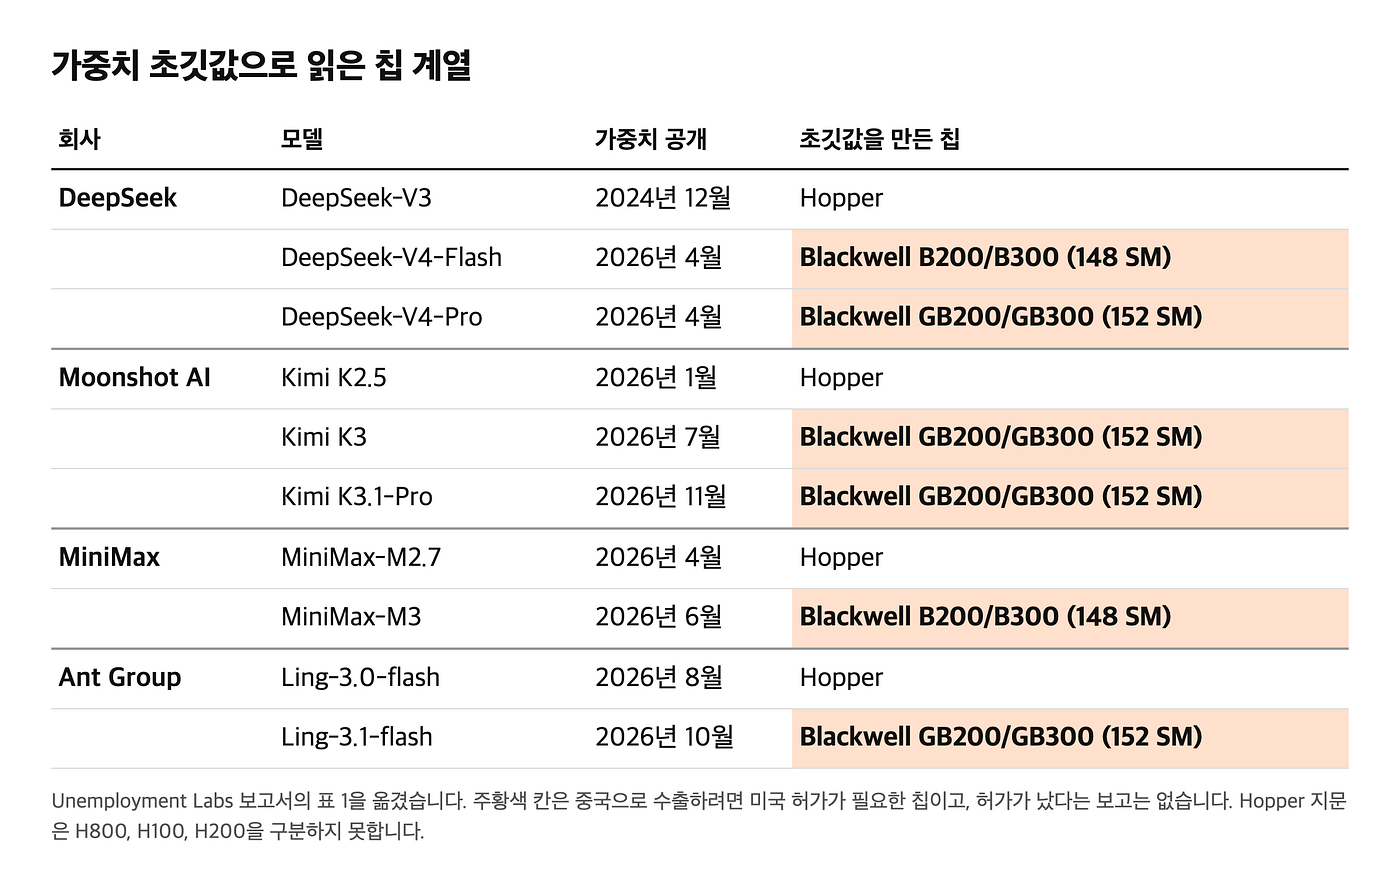 가중치 초깃값으로 읽은 칩 계열
회사 모델 가중치 공개 초깃값을 만든 칩
DeepSeek DeepSeek-V3 2024년 12월 Hopper
DeepSeek-V4-Flash 2026년 4월 Blackwell B200/B300 (148 SM)
DeepSeek-V4-Pro 2026년 4월 Blackwell GB200/GB300 (152 SM)
Moonshot AI Kimi K2.5 2026년 1월 Hopper
Kimi K3 2026년 7월 Blackwell GB200/GB300 (152 SM)
Kimi K3.1-Pro 2026년 11월 Blackwell GB200/GB300 (152 SM)
MiniMax MiniMax-M2.7 2026년 4월 Hopper
MiniMax-M3 2026년 6월 Blackwell B200/B300 (148 SM)
Ant Group Ling-3.0-flash 2026년 8월 Hopper
Ling-3.1-flash 2026년 10월 Blackwell GB200/GB300 (152 SM)
Unemployment Labs 보고서의 표 1을 옮겼습니다. 주황색 칸은 중국으로 수출하려면 미국 허가가 필요한 칩이고, 허가가 났다는 보고는 없습니다. Hopper 지문
은 H800, H100, H200을 구분하지 못합니다.